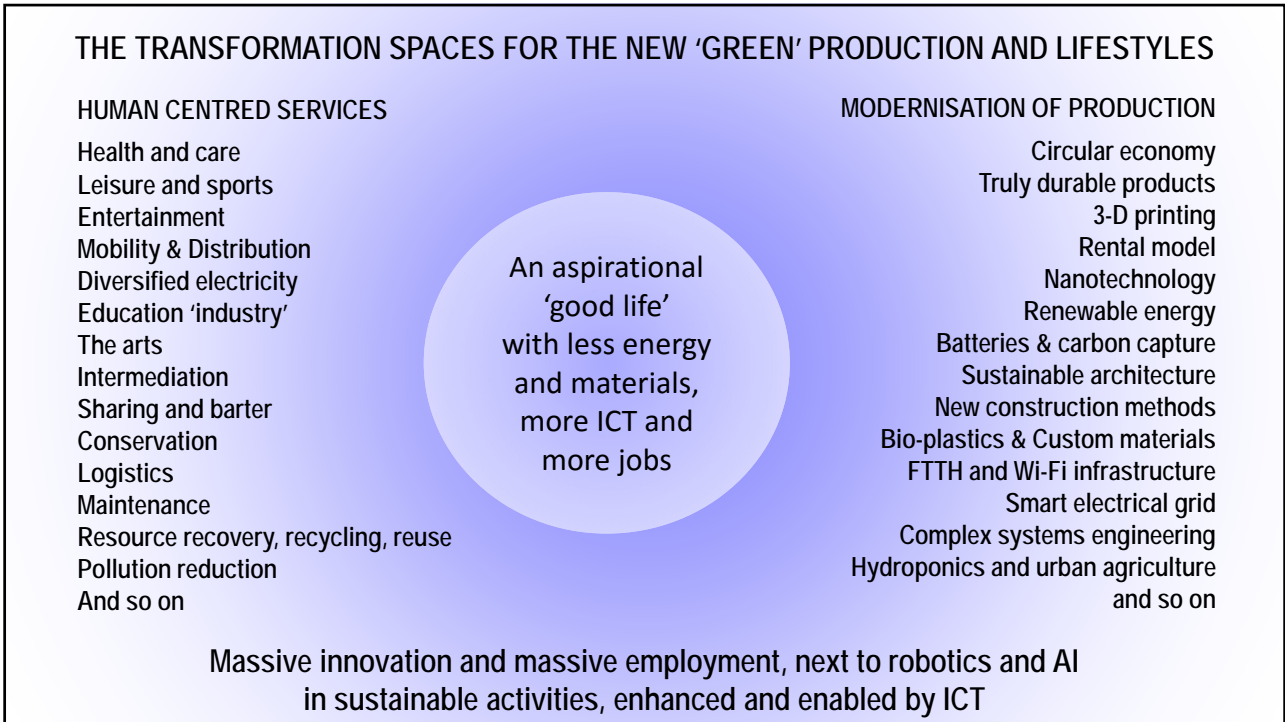 THE TRANSFORMATION SPACES FOR THE NEW ‘GREEN’ PRODUCTION AND LIFESTYLES
HUMAN CENTRED SERVICES
Health and care
Leisure and sports
Entertainment
Mobility & Distribution
Diversified electricity
Education ‘industry’
The arts
Intermediation
Sharing and barter
Conservation
Logistics
Maintenance
Resource recovery, recycling, reuse
Pollution reduction
And so on
An aspirational
‘good life’
with less energy
and materials,
more ICT and
more jobs
MODERNISATION OF PRODUCTION
Circular economy
Truly durable products
3-D printing
Rental model
Nanotechnology
Renewable energy
Batteries & carbon capture
Sustainable architecture
New construction methods
Bio-plastics & Custom materials
FTTH and Wi-Fi infrastructure
Smart electrical grid
Complex systems engineering
Hydroponics and urban agriculture
and so on
Massive innovation and massive employment, next to robotics and AI
in sustainable activities, enhanced and enabled by ICT